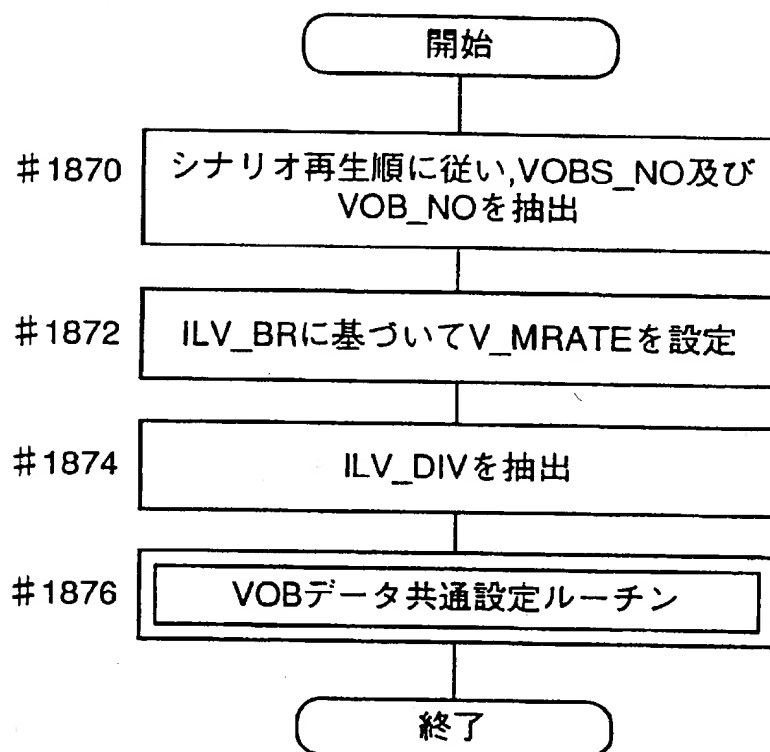 開始
#1870 シナリオ再生順に従い,VOBS_NO及び
VOB_NOを抽出
#1872 ILV_BRに基づいてV_MRATEを設定
#1874 ILV_DIVを抽出
#1876 VOBデータ共通設定ルーチン
終了